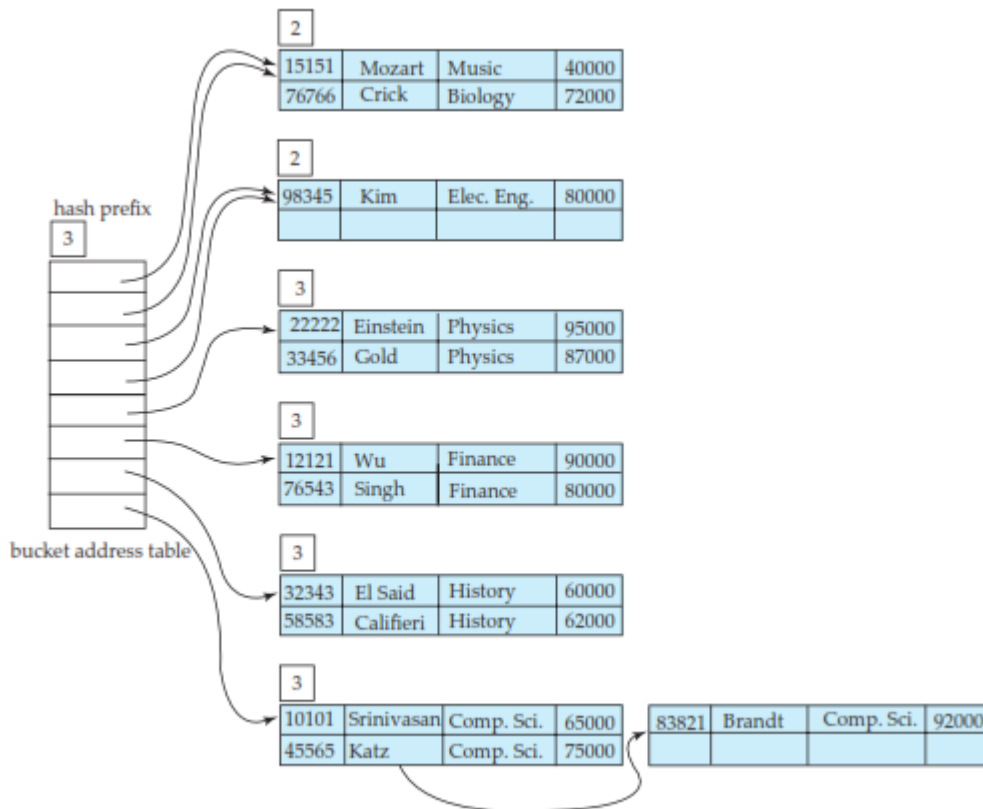 2
15151 Mozart Music 40000
76766 Crick Biology 72000
2
98345 Kim Elec. Eng. 80000
hash prefix
3
3
22222 Einstein Physics 95000
33456 Gold Physics 87000
3
12121 Wu Finance 90000
76543 Singh Finance 80000
bucket address table
3
32343 El Said History 60000
58583 Califieri History 62000
3
10101 Srinivasan Comp. Sci. 65000
45565 Katz Comp. Sci. 75000
83821 Brandt Comp. Sci. 92000